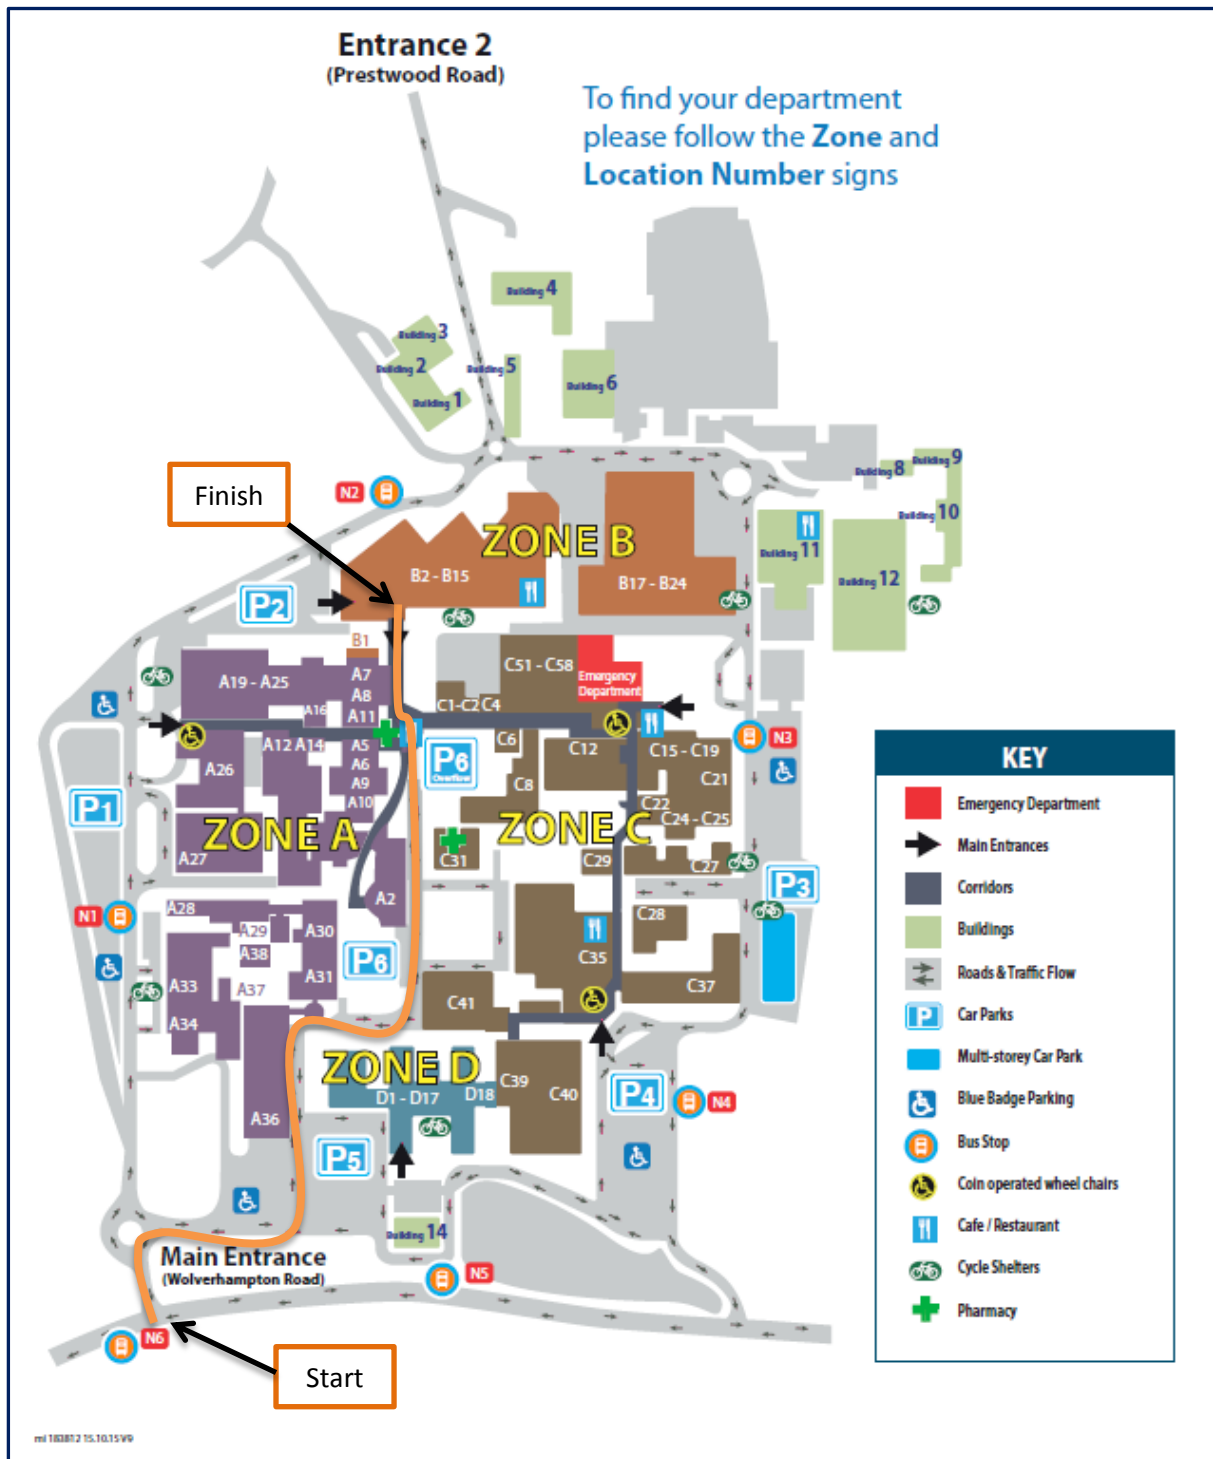 Entrance 2
(Prestwood Road)
To find your department
please follow the Zone and
Location Number signs
Building 4
Building 3
Building 2
Building 5
Building 6
Building 1
Building 8
Building 9
Building 10
Building 11
Building 12
Finish
N2
ZONE B
B2 - B15
B17 - B24
P2
B1
A19 - A25
A7
A8
A11
A16
C51 - C58
Emergency
Department
C1-C2
C4
A12
A14
A5
A6
A9
A10
A26
P6
Overflow
C6
C8
C12
C15 - C19
C21
C22
C24 - C25
N3
P1
ZONE A
ZONE C
A27
C31
C29
C27
P3
A2
N1
A28
A29
A38
A30
A31
A33
A37
A34
P6
C28
C35
C37
C41
ZONE D
D1 - D17
D18
C39
C40
P4
N4
A36
P5
Building 14
Main Entrance
(Wolverhampton Road)
N5
N6
Start
KEY
Emergency Department
Main Entrances
Corridors
Buildings
Roads & Traffic Flow
P
Car Parks
Multi-storey Car Park
Blue Badge Parking
Bus Stop
Coin operated wheel chairs
Cafe / Restaurant
Cycle Shelters
Pharmacy
mi 183812 15.10.15 V9